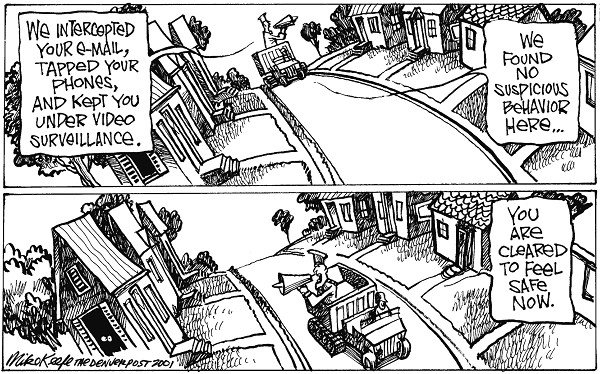 WE INTERCEPTED
YOUR E-MAIL,
TAPPED YOUR
PHONES,
AND KEPT YOU
UNDER VIDEO
SURVEILLANCE.
WE
FOUND
NO
SUSPICIOUS
BEHAVIOR
HERE...
YOU
ARE
CLEARED
TO FEEL
SAFE
NOW.
MIKE KEEFE THE DENVER POST 2001